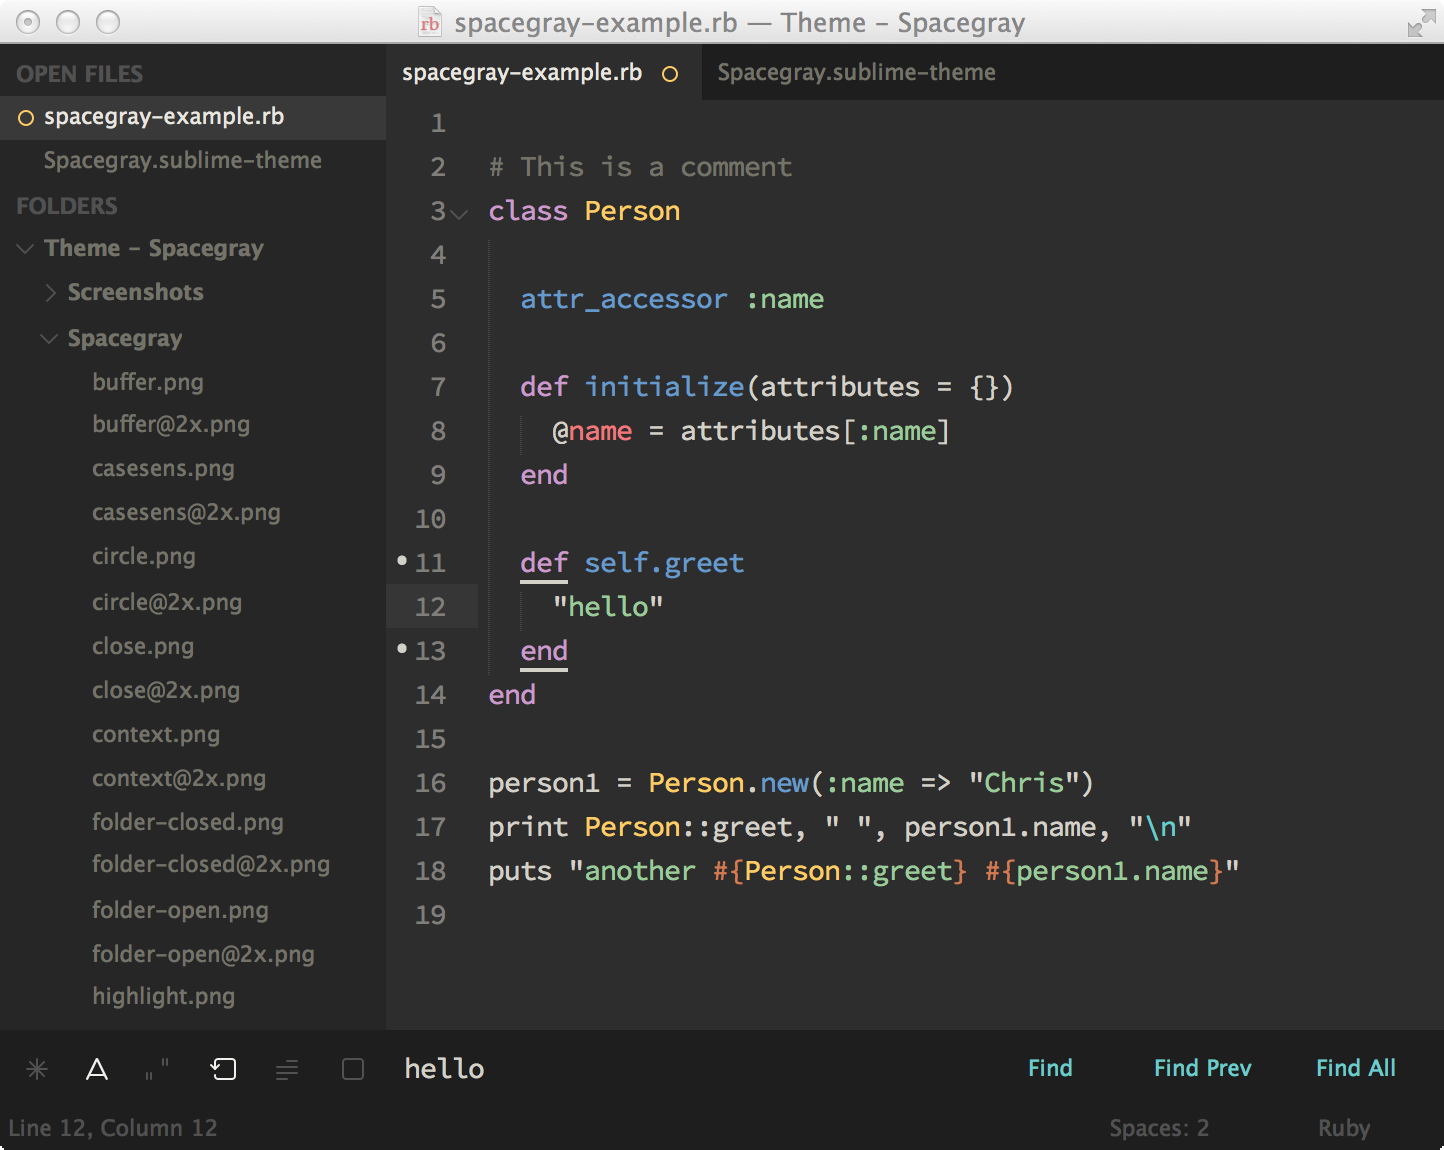 rb spacegray-example.rb — Theme - Spacegray
OPEN FILES
spacegray-example.rb
Spacegray.sublime-theme
FOLDERS
Theme - Spacegray
Screenshots
Spacegray
buffer.png
buffer@2x.png
casesens.png
casesens@2x.png
circle.png
circle@2x.png
close.png
close@2x.png
context.png
context@2x.png
folder-closed.png
folder-closed@2x.png
folder-open.png
folder-open@2x.png
highlight.png
spacegray-example.rb Spacegray.sublime-theme
1
2 # This is a comment
3 class Person
4
5   attr_accessor :name
6
7   def initialize(attributes = {})
8     @name = attributes[:name]
9   end
10
11   def self.greet
12     "hello"
13   end
14 end
15
16 person1 = Person.new(:name => "Chris")
17 print Person::greet, " ", person1.name, "\n"
18 puts "another #{Person::greet} #{person1.name}"
19
hello Find Find Prev Find All
Line 12, Column 12 Spaces: 2 Ruby